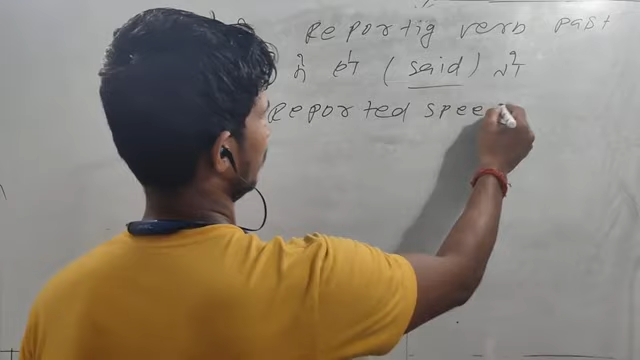 Reportig verb past
में हो (said) तो
Reported spee